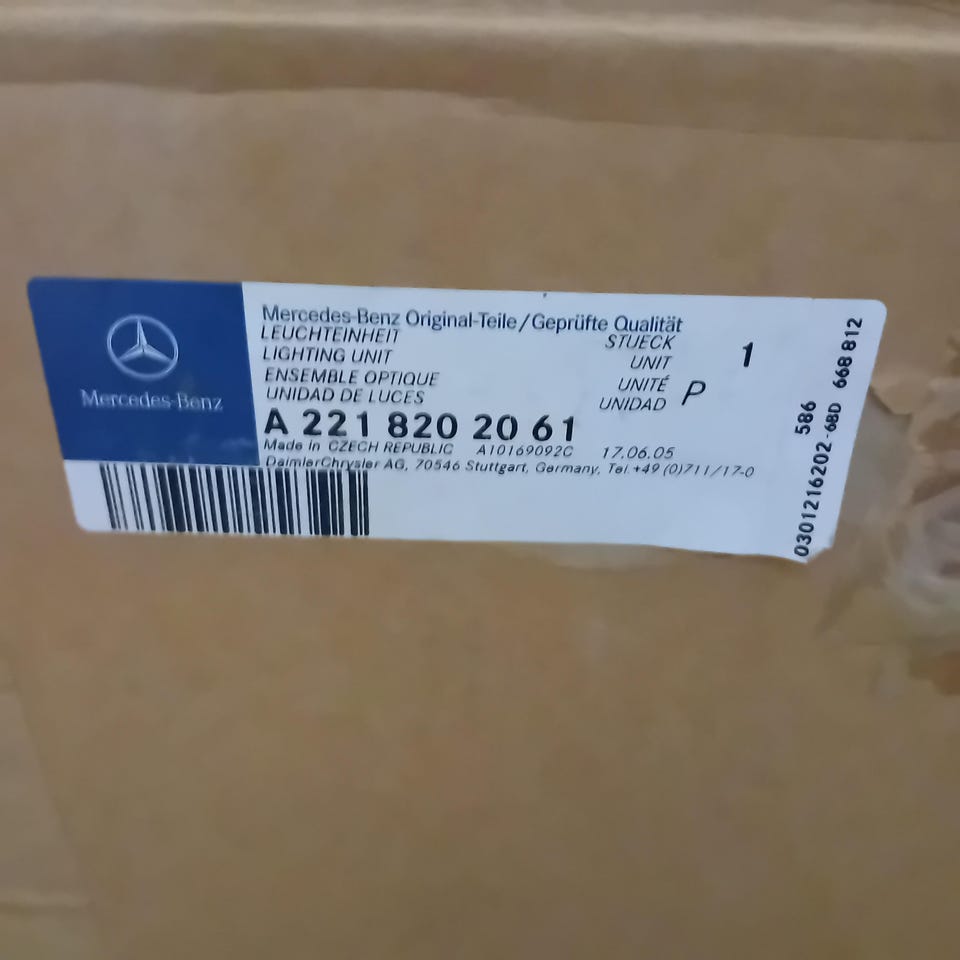 Mercedes-Benz
Mercedes-Benz Original-Teile/Geprüfte Qualität
LEUCHTEINHEIT STUECK
LIGHTING UNIT UNIT 1
ENSEMBLE OPTIQUE UNITÉ P
UNIDAD DE LUCES UNIDAD
A 221 820 20 61
Made in CZECH REPUBLIC A10169092C 17.06.05
DaimlerChrysler AG, 70546 Stuttgart, Germany, Tel.+49(0)711/17-0
586
0301216202-6BD 668 812